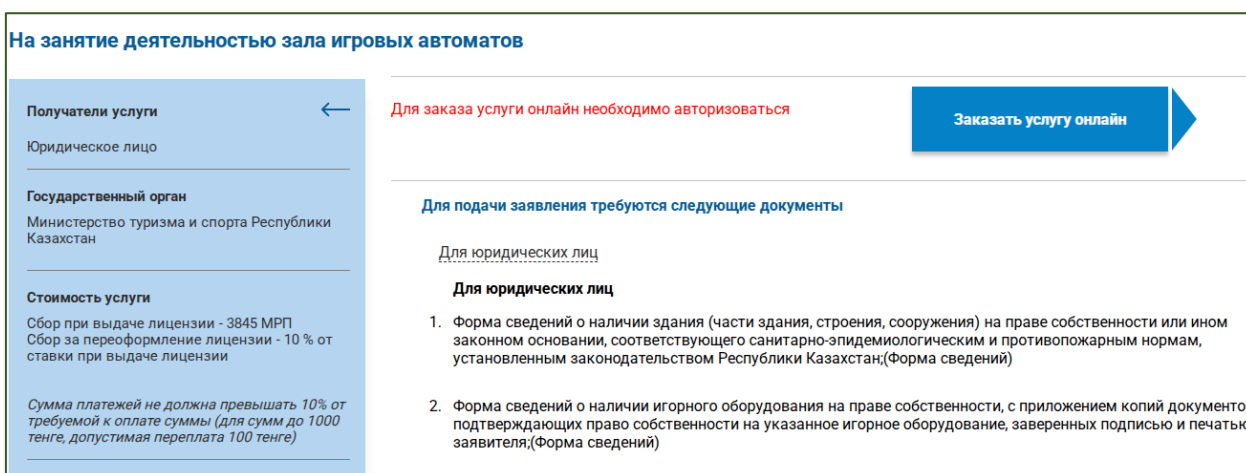 На занятие деятельностью зала игровых автоматов
Получатели услуги
Юридическое лицо
Государственный орган
Министерство туризма и спорта Республики
Казахстан
Стоимость услуги
Сбор при выдаче лицензии - 3845 МРП
Сбор за переоформление лицензии - 10 % от
ставки при выдаче лицензии
Сумма платежей не должна превышать 10% от
требуемой к оплате суммы (для сумм до 1000
тенге, допустимая переплата 100 тенге)
Для заказа услуги онлайн необходимо авторизоваться
Заказать услугу онлайн
Для подачи заявления требуются следующие документы
Для юридических лиц
Для юридических лиц
1. Форма сведений о наличии здания (части здания, строения, сооружения) на праве собственности или ином
законном основании, соответствующего санитарно-эпидемиологическим и противопожарным нормам,
установленным законодательством Республики Казахстан;(Форма сведений)
2. Форма сведений о наличии игорного оборудования на праве собственности, с приложением копий документо
подтверждающих право собственности на указанное игорное оборудование, заверенных подписью и печатью
заявителя;(Форма сведений)